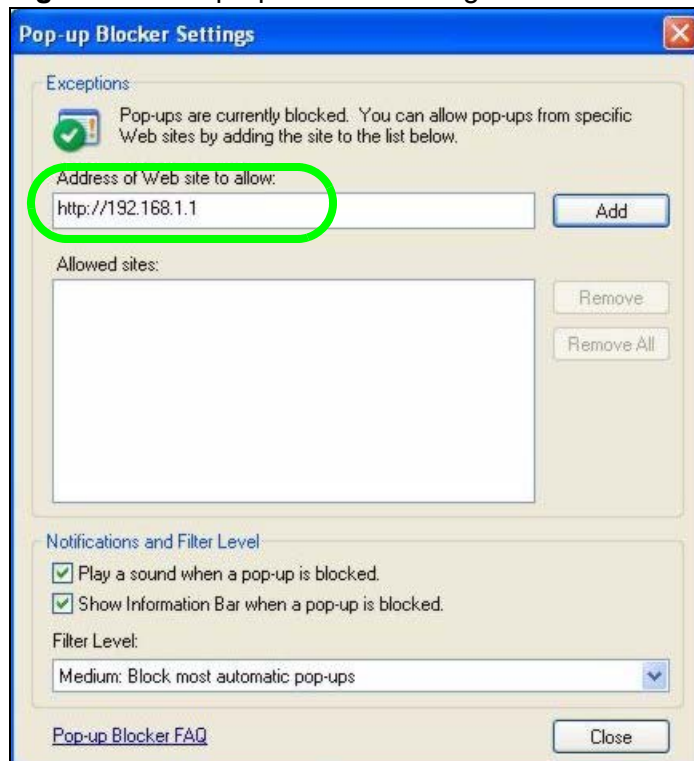 Pop-up Blocker Settings
Exceptions
Pop-ups are currently blocked. You can allow pop-ups from specific
Web sites by adding the site to the list below.
Address of Web site to allow:
http://192.168.1.1
Add
Allowed sites:
Remove
Remove All
Notifications and Filter Level
Play a sound when a pop-up is blocked.
Show Information Bar when a pop-up is blocked.
Filter Level:
Medium: Block most automatic pop-ups
Pop-up Blocker FAQ
Close